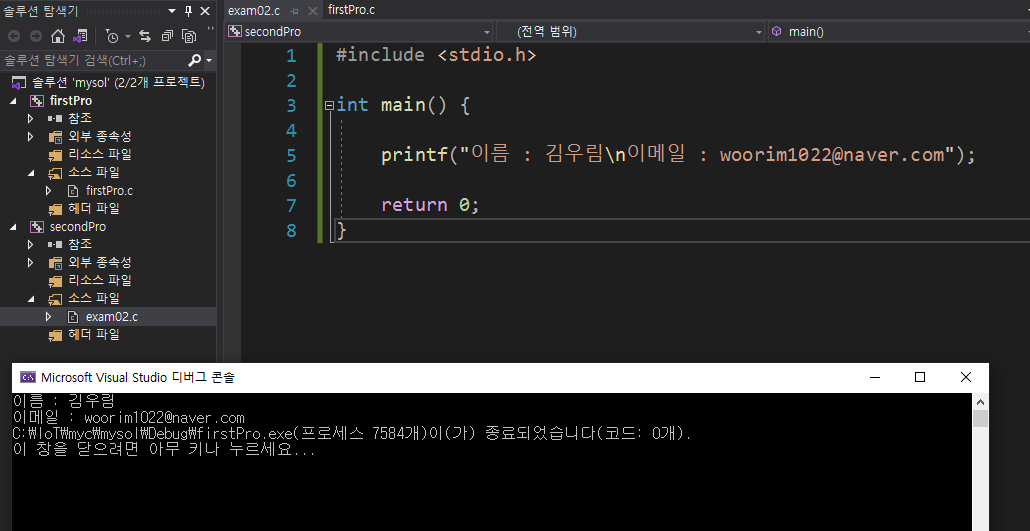 솔루션 탐색기
솔루션 탐색기 검색(Ctrl+;)
솔루션 'mysol' (2/2개 프로젝트)
firstPro
참조
외부 종속성
리소스 파일
소스 파일
firstPro.c
헤더 파일
secondPro
참조
외부 종속성
리소스 파일
소스 파일
exam02.c
헤더 파일
exam02.c firstPro.c
secondPro (전역 범위) main()
1 #include <stdio.h>
2
3 int main() {
4
5 printf("이름 : 김우림\n이메일 : woorim1022@naver.com");
6
7 return 0;
8 }
Microsoft Visual Studio 디버그 콘솔
이름 : 김우림
이메일 : woorim1022@naver.com
C:₩IoT₩myc₩mysol₩Debug₩firstPro.exe(프로세스 7584개)이(가) 종료되었습니다(코드: 0개).
이 창을 닫으려면 아무 키나 누르세요...